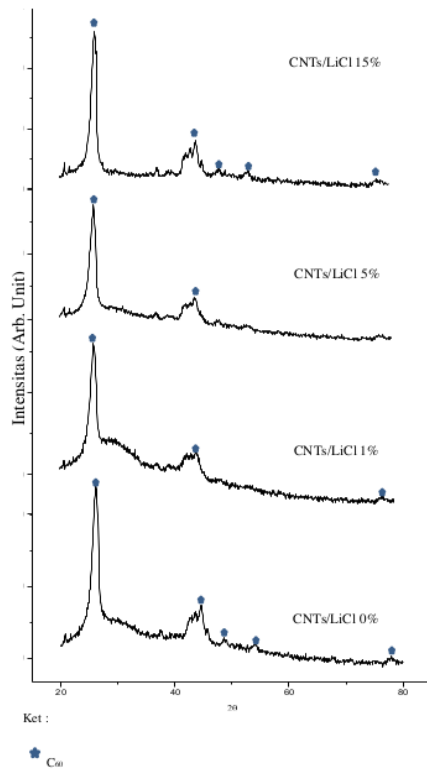 CNTs/LiCl 15%
CNTs/LiCl 5%
CNTs/LiCl 1%
CNTs/LiCl 0%
Intensitas (Arb. Unit)
20 40 60 80
2θ
Ket :
C₆₀